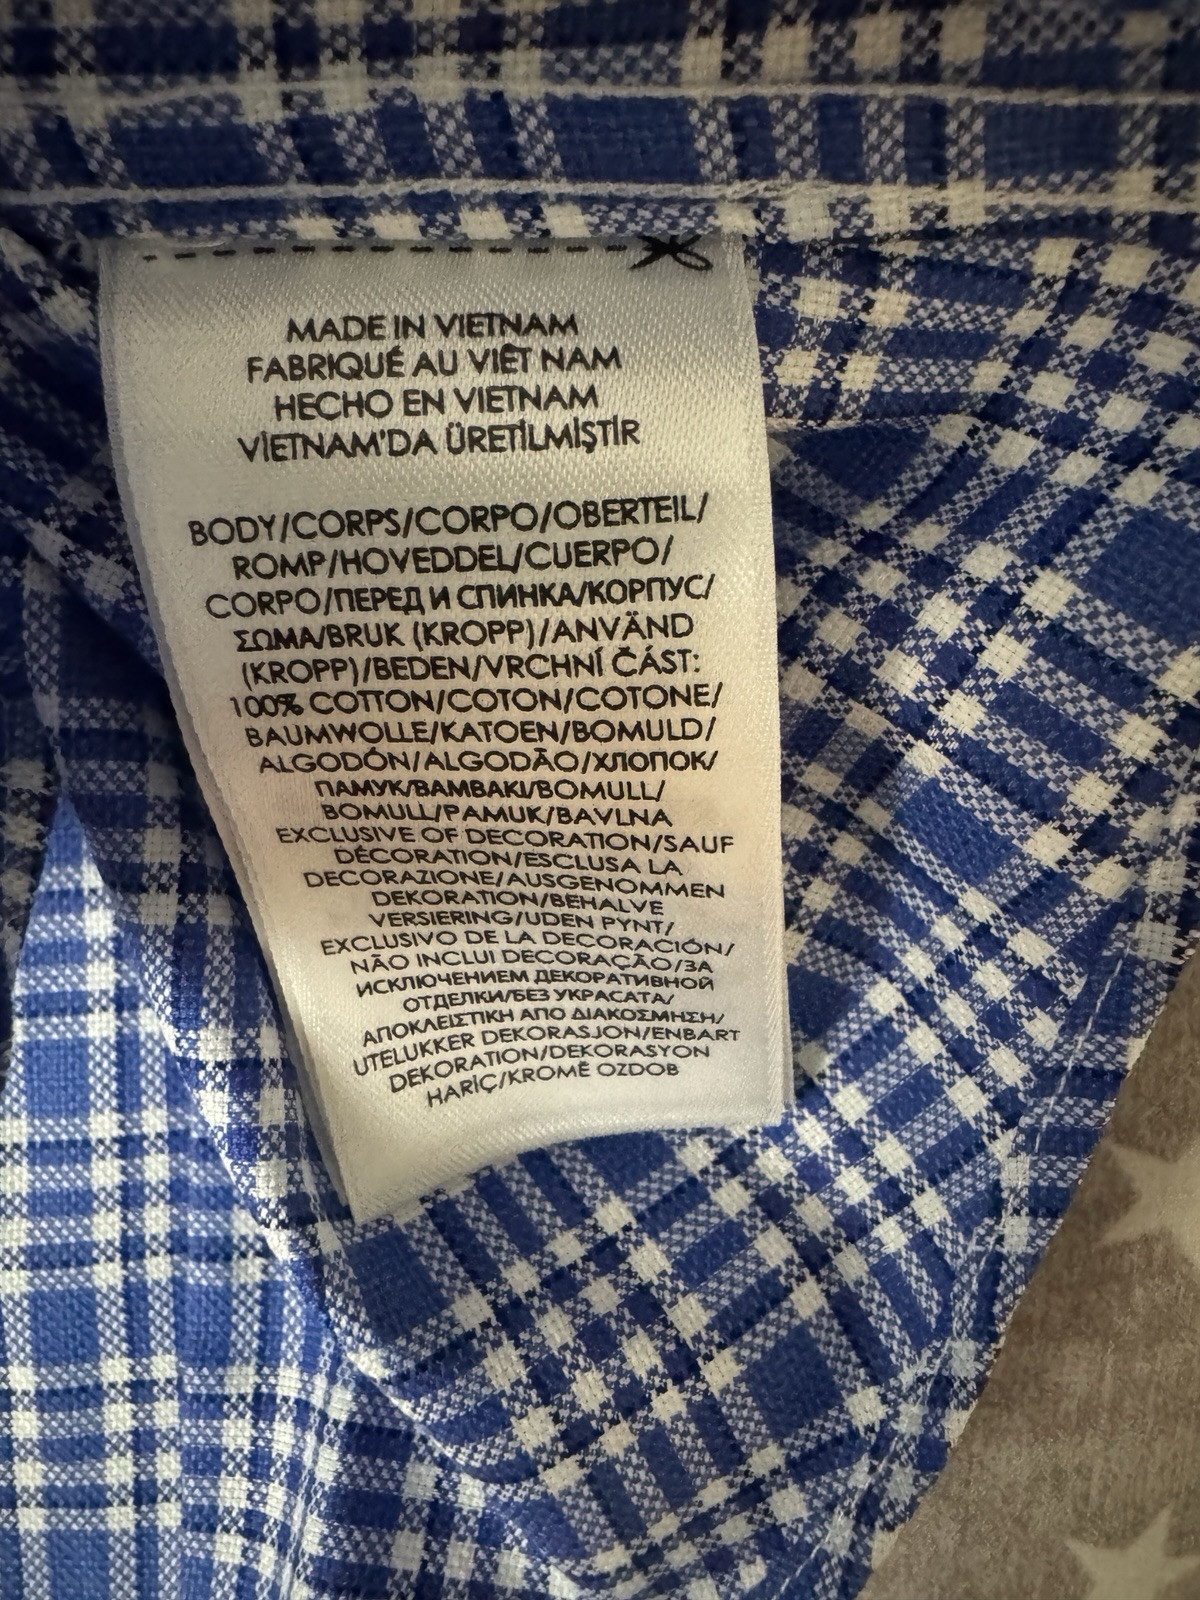 MADE IN VIETNAM
FABRIQUÉ AU VIÊT NAM
HECHO EN VIETNAM
VİETNAM'DA ÜRETİLMİŞTİR
BODY/CORPS/CORPO/OBERTEIL/
ROMP/HOVEDDEL/CUERPO/
CORPO/ПЕРЕД И СПИНКА/КОРПУС/
ΣΩΜΑ/BRUK (KROPP)/ANVÄND
(KROPP)/BEDEN/VRCHNÍ ČÁST:
100% COTTON/COTON/COTONE/
BAUMWOLLE/KATOEN/BOMULD/
ALGODÓN/ALGODÃO/ХЛОПОК/
ПАМУК/ΒΑΜΒΑΚΙ/BOMULL/
BOMULL/PAMUK/BAVLNA
EXCLUSIVE OF DECORATION/SAUF
DÉCORATION/ESCLUSA LA
DECORAZIONE/AUSGENOMMEN
DEKORATION/BEHALVE
VERSIERING/UDEN PYNT/
EXCLUSIVO DE LA DECORACIÓN/
NÃO INCLUI DECORAÇÃO/ЗА
ИСКЛЮЧЕНИЕМ ДЕКОРАТИВНОЙ
ОТДЕЛКИ/БЕЗ УКРАСАТА/
ΑΠΟΚΛΕΙΣΤΙΚΗ ΑΠΟ ΔΙΑΚΟΣΜΗΣΗ/
UTELUKKER DEKORASJON/ENBART
DEKORATION/DEKORASYON
HARİÇ/KROMĚ OZDOB